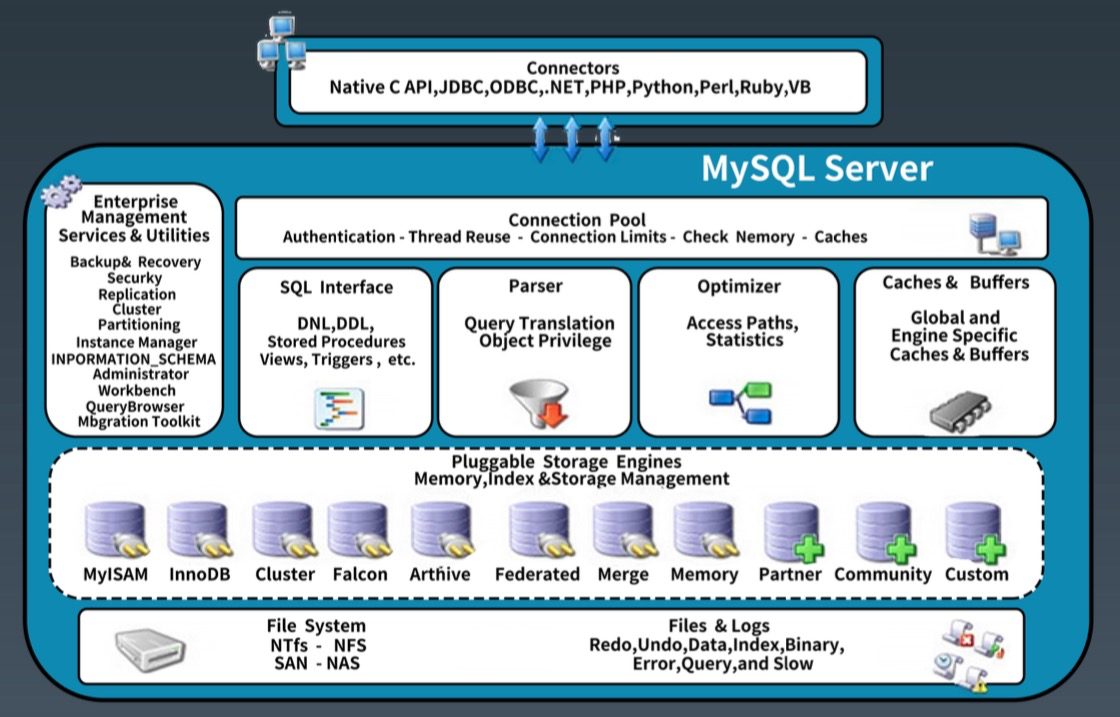 Connectors
Native C API,JDBC,ODBC,.NET,PHP,Python,Perl,Ruby,VB
MySQL Server
Enterprise
Management
Services & Utilities
Backup& Recovery
Securky
Replication
Cluster
Partitioning
Instance Manager
INPORMATION_SCHEMA
Administrator
Workbench
QueryBrowser
Mbgration Toolkit
Connection Pool
Authentication - Thread Reuse - Connection Limits - Check Nemory - Caches
SQL Interface
DNL,DDL,
Stored Procedures
Views, Triggers , etc.
Parser
Query Translation
Object Privilege
Optimizer
Access Paths,
Statistics
Caches & Buffers
Global and
Engine Specific
Caches & Buffers
Pluggable Storage Engines
Memory,Index &Storage Management
MyISAM InnoDB Cluster Falcon Arthive Federated Merge Memory Partner Community Custom
File System
NTfs - NFS
SAN - NAS
Files & Logs
Redo,Undo,Data,Index,Binary,
Error,Query,and Slow